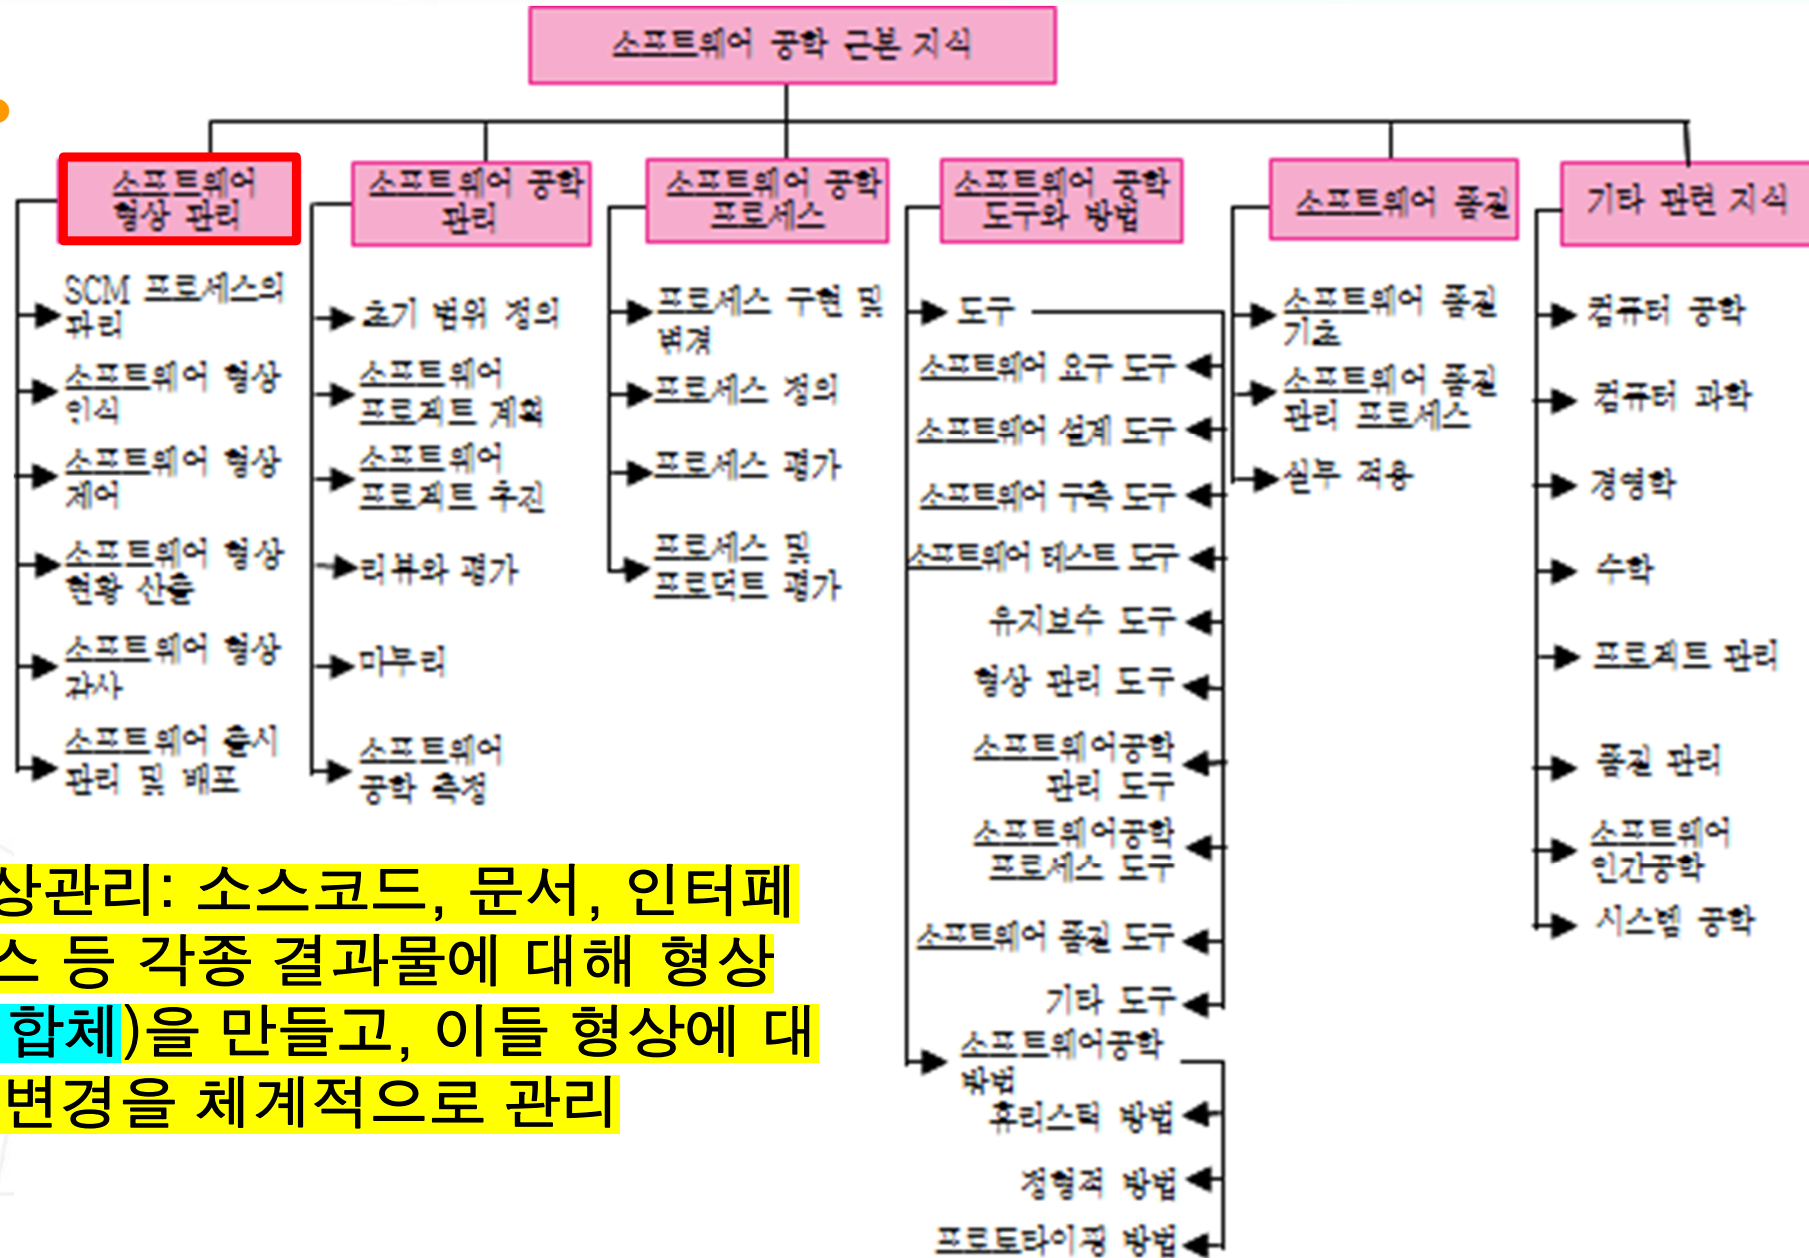 소프트웨어 공학 근본 지식
소프트웨어
형상 관리
SCM 프로세스의
관리
소프트웨어 형상
인식
소프트웨어 형상
제어
소프트웨어 형상
현황 산출
소프트웨어 형상
감사
소프트웨어 출시
관리 및 배포
소프트웨어 공학
관리
초기 범위 정의
소프트웨어
프로젝트 계획
소프트웨어
프로젝트 추진
리뷰와 평가
마무리
소프트웨어
공학 측정
소프트웨어 공학
프로세스
프로세스 구현 및
변경
프로세스 정의
프로세스 평가
프로세스 및
프로덕트 평가
소프트웨어 공학
도구와 방법
도구
소프트웨어 요구 도구
소프트웨어 설계 도구
소프트웨어 구축 도구
소프트웨어 테스트 도구
유지보수 도구
형상 관리 도구
소프트웨어공학
관리 도구
소프트웨어공학
프로세스 도구
소프트웨어 품질 도구
기타 도구
소프트웨어공학
방법
휴리스틱 방법
정형적 방법
프로토타이핑 방법
소프트웨어 품질
소프트웨어 품질
기초
소프트웨어 품질
관리 프로세스
실무 적용
기타 관련 지식
컴퓨터 공학
컴퓨터 과학
경영학
수학
프로젝트 관리
품질 관리
소프트웨어
인간공학
시스템 공학
상관리: 소스코드, 문서, 인터페
스 등 각종 결과물에 대해 형상
합체)을 만들고, 이들 형상에 대
변경을 체계적으로 관리